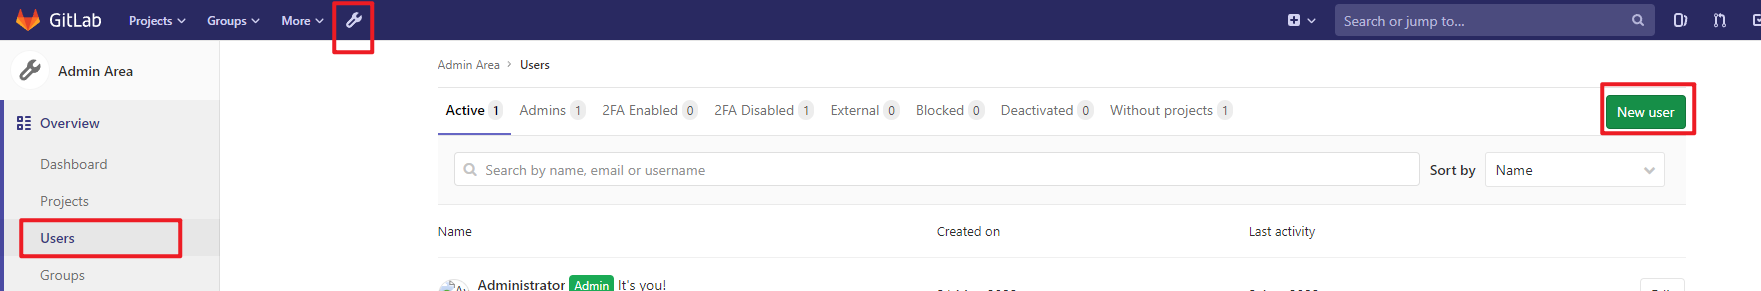 GitLab Projects Groups More Search or jump to...
Admin Area
Admin Area > Users
Active 1 Admins 1 2FA Enabled 0 2FA Disabled 1 External 0 Blocked 0 Deactivated 0 Without projects 1 New user
Overview
Dashboard
Search by name, email or username Sort by Name
Projects
Users
Name Created on Last activity
Groups
Administrator Admin It's you!